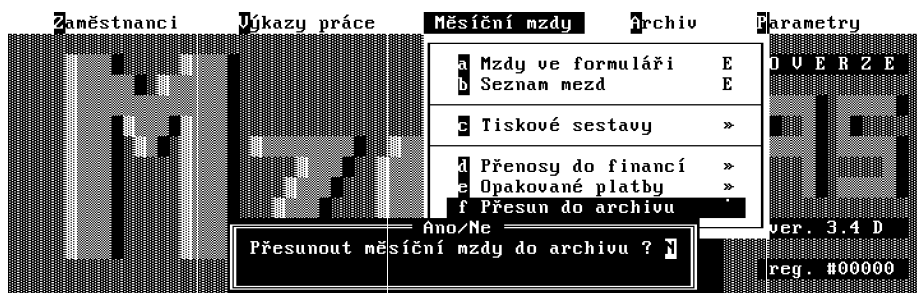 Zaměstnanci Výkazy práce Měsíční mzdy Archiv Parametry
a Mzdy ve formuláři E
b Seznam mezd E
OVERZE
c Tiskové sestavy »
d Přenosy do financí »
e Opakované platby »
f Přesun do archivu
Ano/Ne
ver. 3.4 D
Přesunout měsíční mzdy do archivu ? N
reg. #00000